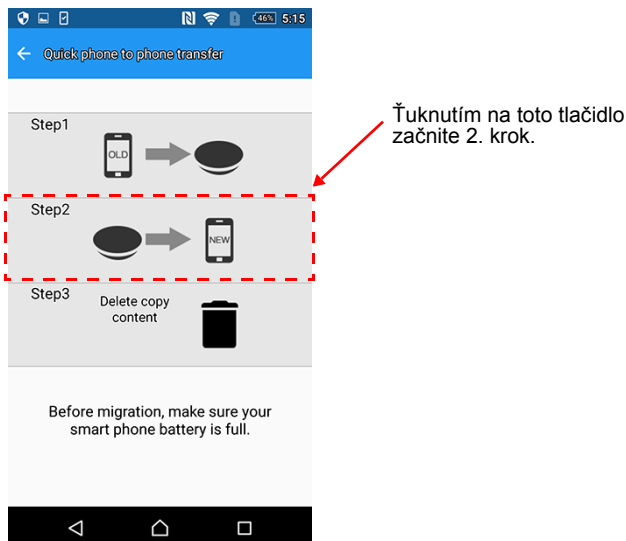 46%
5:15
Quick phone to phone transfer
Step1
OLD
Ťuknutím na toto tlačidlo
začnite 2. krok.
Step2
NEW
Step3
Delete copy
content
Before migration, make sure your
smart phone battery is full.